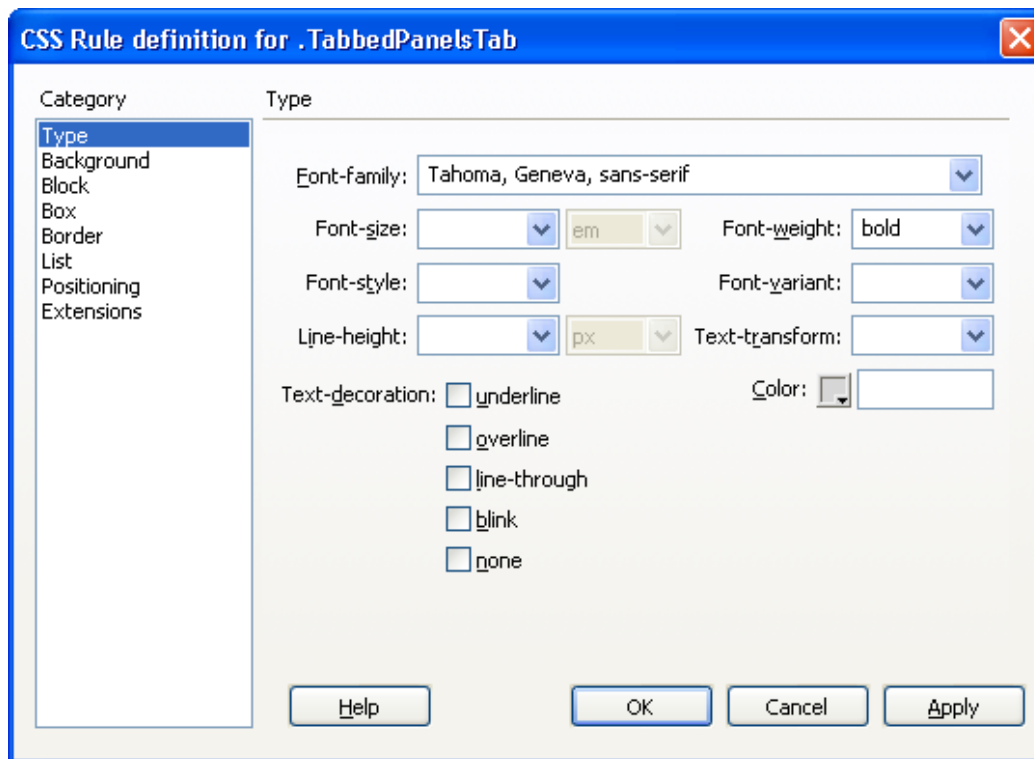 CSS Rule definition for .TabbedPanelsTab
Category
Type
Type
Background
Block
Box
Border
List
Positioning
Extensions
Font-family: Tahoma, Geneva, sans-serif
Font-size: em Font-weight: bold
Font-style: Font-variant:
Line-height: px Text-transform:
Text-decoration: underline Color:
overline
line-through
blink
none
Help OK Cancel Apply